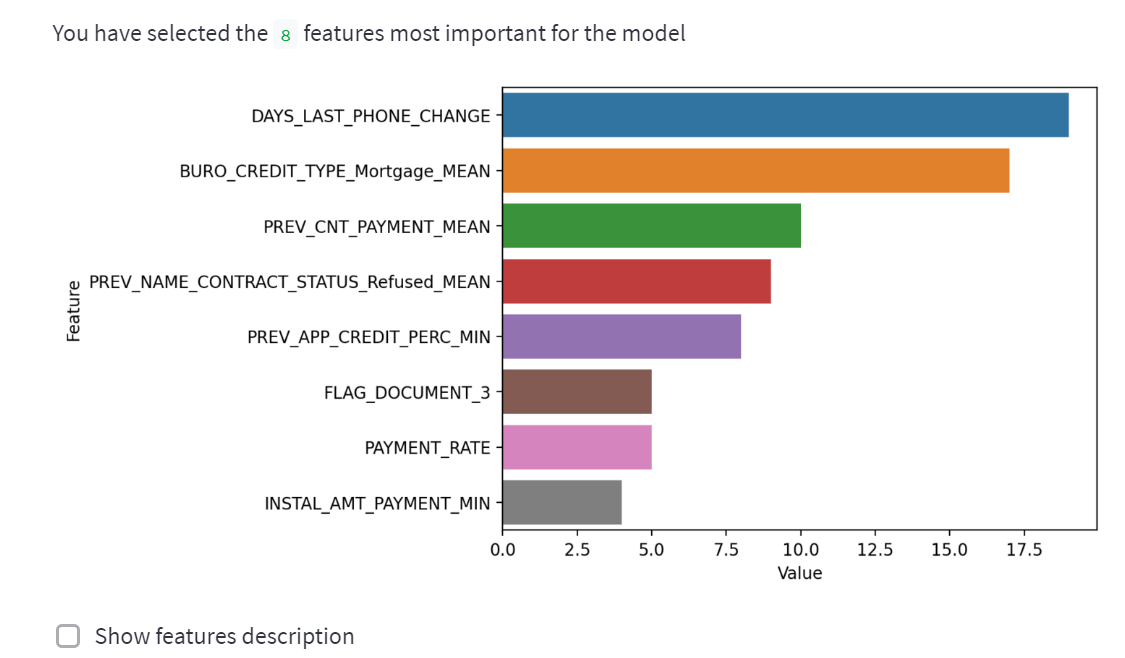 You have selected the 8 features most important for the model
DAYS_LAST_PHONE_CHANGE
BURO_CREDIT_TYPE_Mortgage_MEAN
PREV_CNT_PAYMENT_MEAN
PREV_NAME_CONTRACT_STATUS_Refused_MEAN
PREV_APP_CREDIT_PERC_MIN
FLAG_DOCUMENT_3
PAYMENT_RATE
INSTAL_AMT_PAYMENT_MIN
Feature
0.0 2.5 5.0 7.5 10.0 12.5 15.0 17.5
Value
Show features description